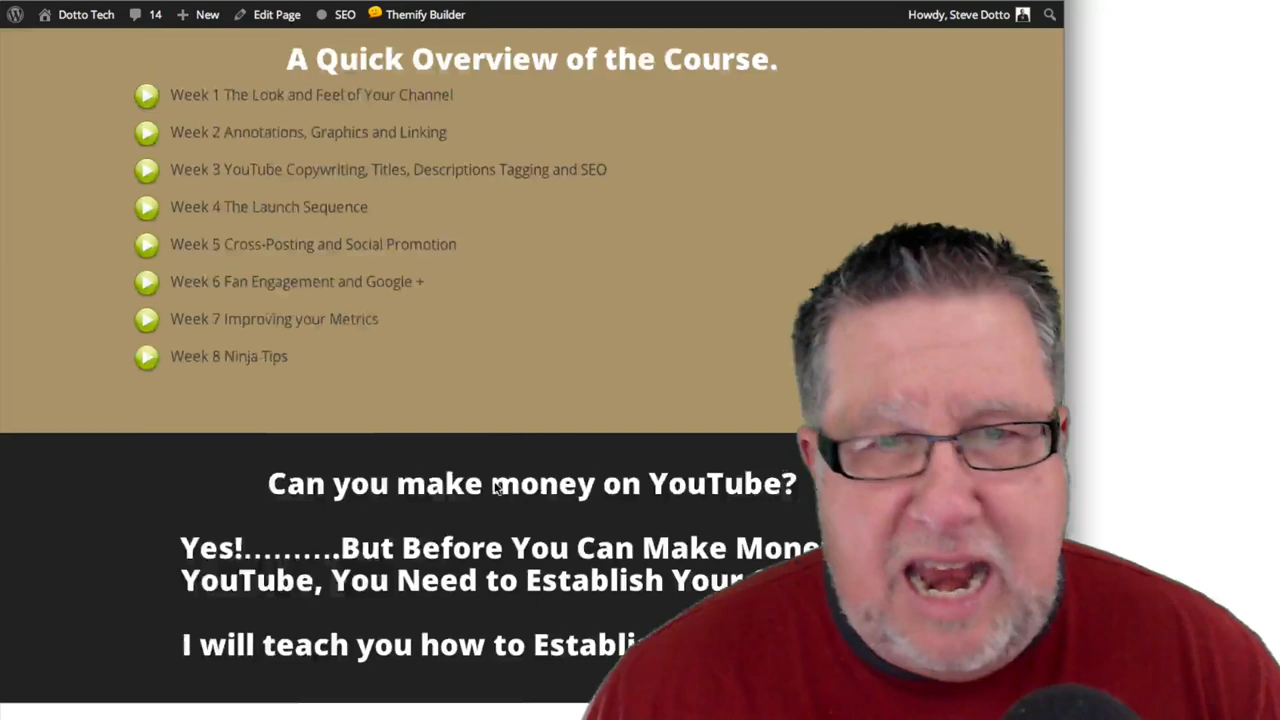 Dotto Tech 14 New Edit Page SEO Themify Builder Howdy, Steve Dotto
A Quick Overview of the Course.
Week 1 The Look and Feel of Your Channel
Week 2 Annotations, Graphics and Linking
Week 3 YouTube Copywriting, Titles, Descriptions Tagging and SEO
Week 4 The Launch Sequence
Week 5 Cross-Posting and Social Promotion
Week 6 Fan Engagement and Google +
Week 7 Improving your Metrics
Week 8 Ninja Tips
Can you make money on YouTube?
Yes!..........But Before You Can Make
YouTube, You Need to Establish Your
I will teach you how to